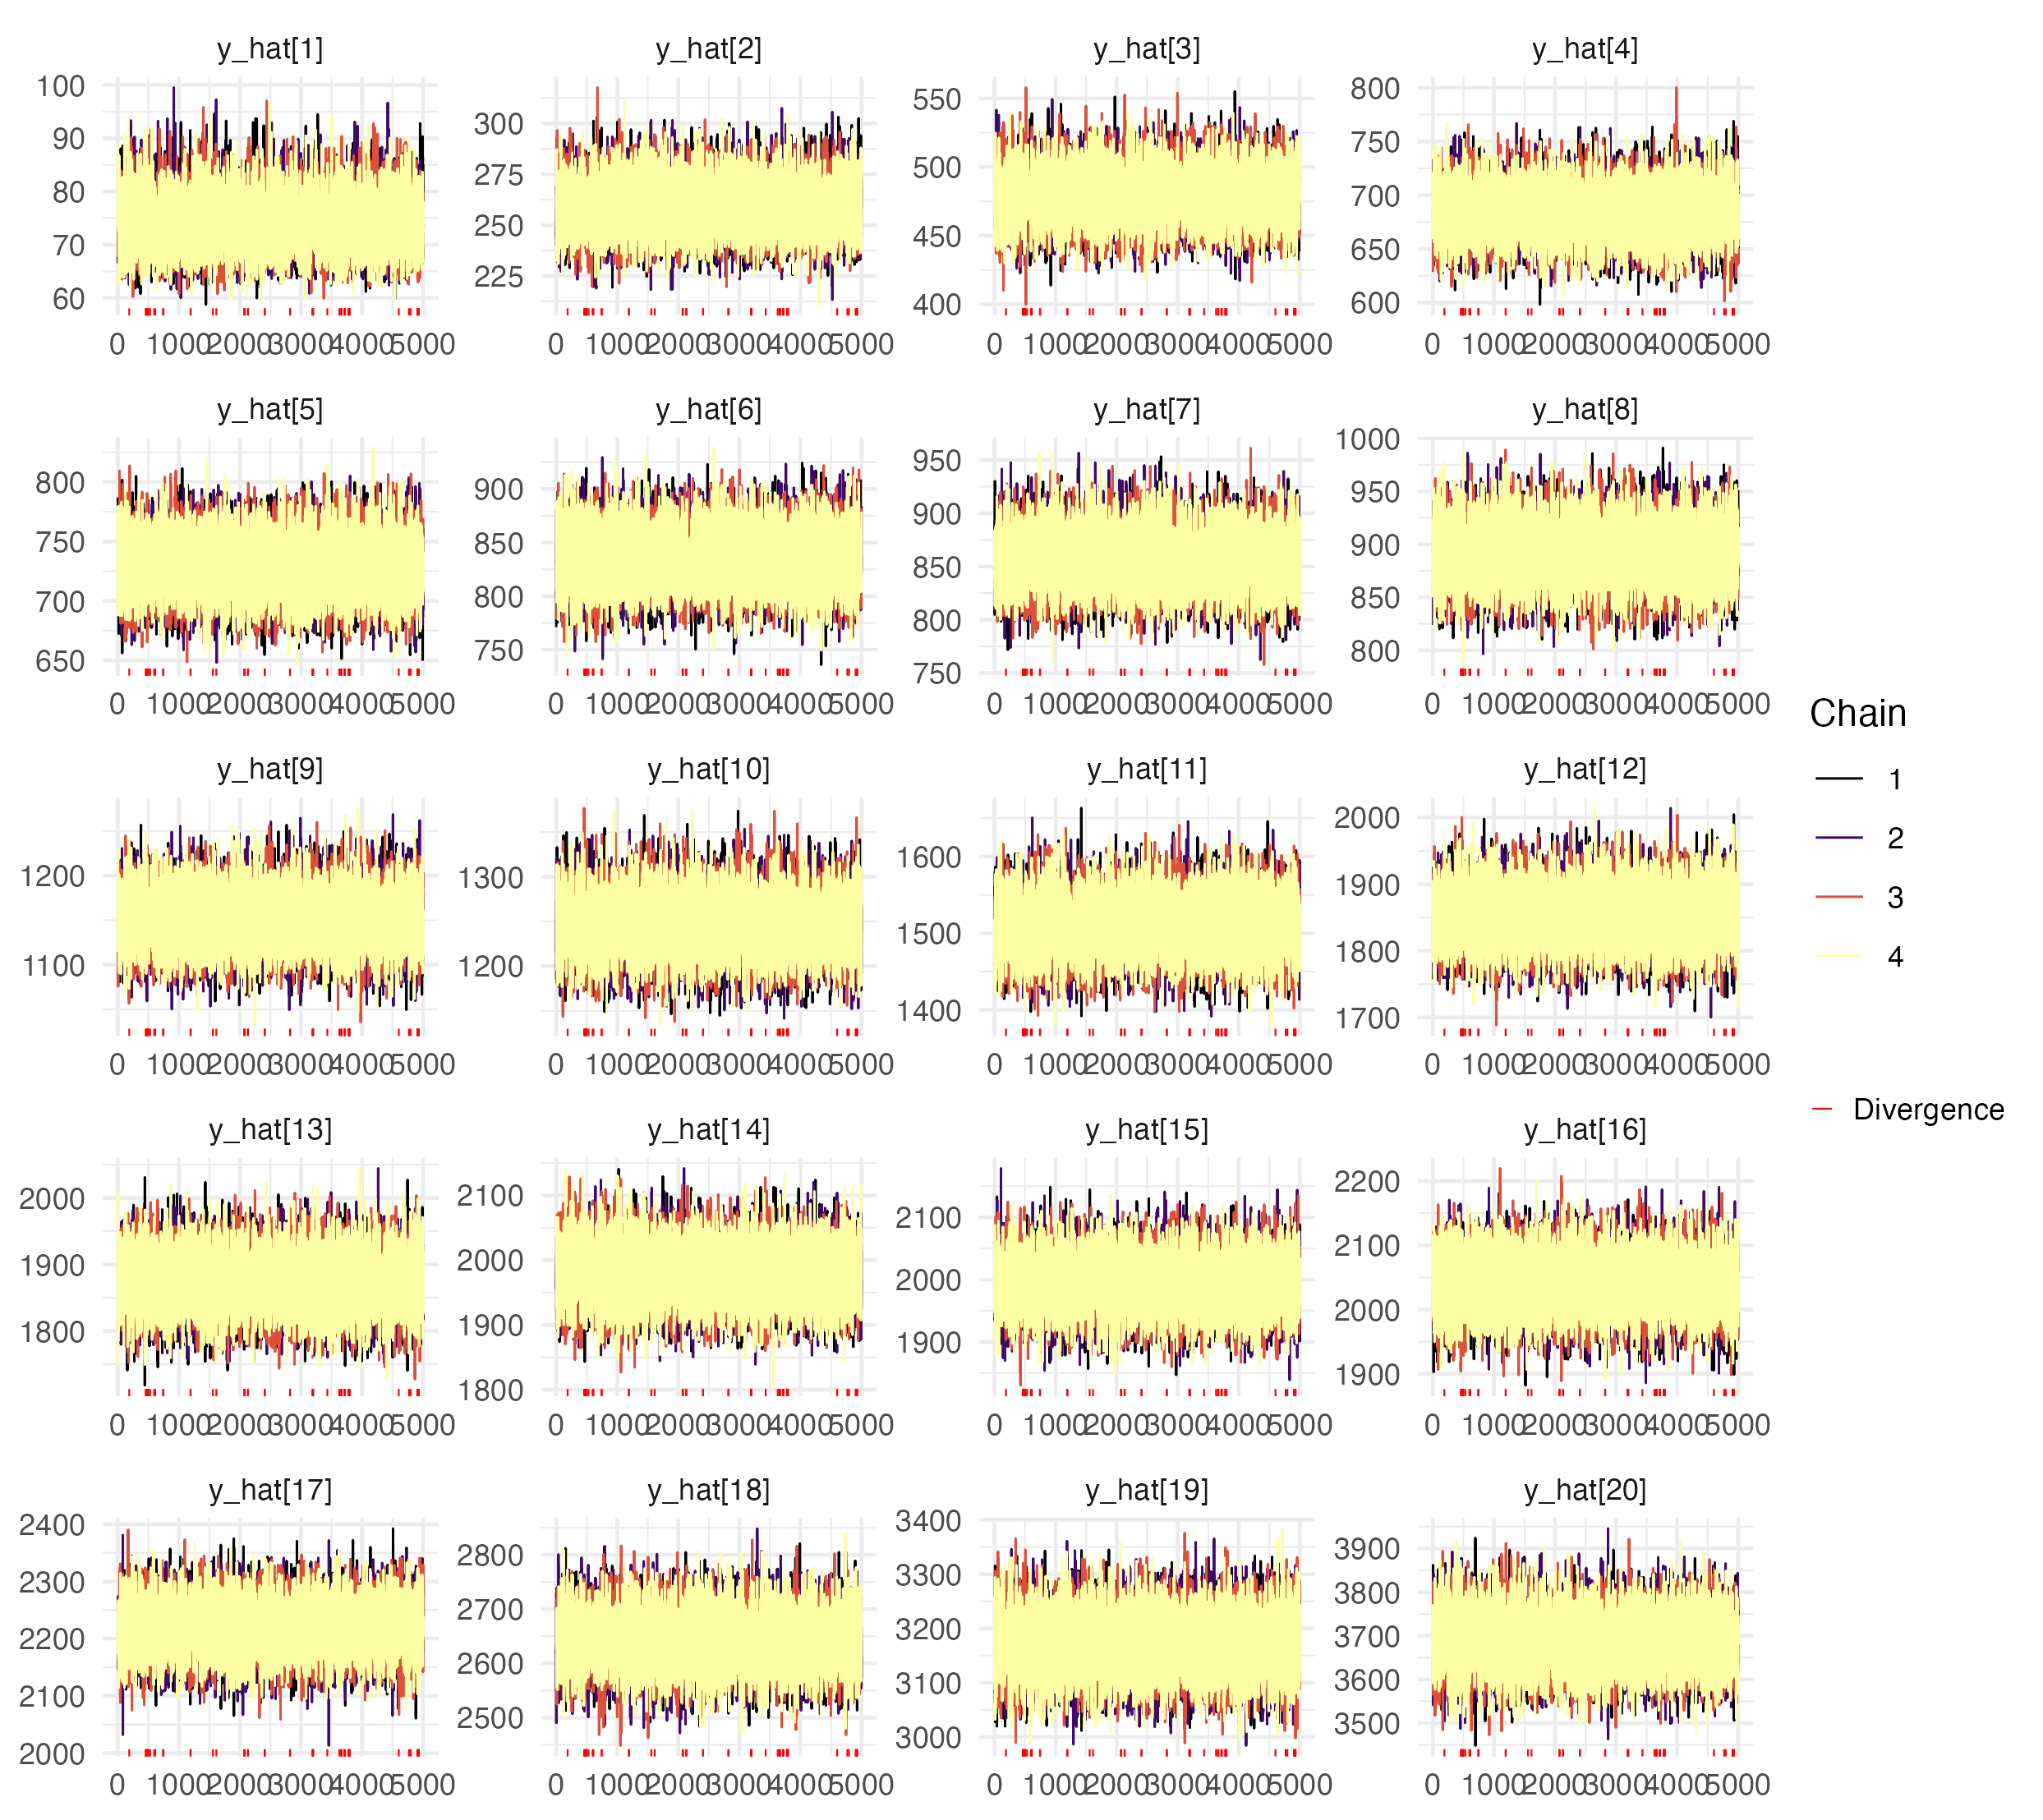 y_hat[1] y_hat[2] y_hat[3] y_hat[4]
100 90 80 70 60
300 275 250 225
550 500 450 400
800 750 700 650 600
0 1000 2000 3000 4000 5000 0 1000 2000 3000 4000 5000 0 1000 2000 3000 4000 5000 0 1000 2000 3000 4000 5000
y_hat[5] y_hat[6] y_hat[7] y_hat[8]
800 750 700 650
900 850 800 750
950 900 850 800 750
1000 950 900 850 800
0 1000 2000 3000 4000 5000 0 1000 2000 3000 4000 5000 0 1000 2000 3000 4000 5000 0 1000 2000 3000 4000 5000
y_hat[9] y_hat[10] y_hat[11] y_hat[12]
1200 1100
1300 1200
1600 1500 1400
2000 1900 1800 1700
0 1000 2000 3000 4000 5000 0 1000 2000 3000 4000 5000 0 1000 2000 3000 4000 5000 0 1000 2000 3000 4000 5000
y_hat[13] y_hat[14] y_hat[15] y_hat[16]
2000 1900 1800
2100 2000 1900 1800
2100 2000 1900
2200 2100 2000 1900
0 1000 2000 3000 4000 5000 0 1000 2000 3000 4000 5000 0 1000 2000 3000 4000 5000 0 1000 2000 3000 4000 5000
y_hat[17] y_hat[18] y_hat[19] y_hat[20]
2400 2300 2200 2100 2000
2800 2700 2600 2500
3400 3300 3200 3100 3000
3900 3800 3700 3600 3500
0 1000 2000 3000 4000 5000 0 1000 2000 3000 4000 5000 0 1000 2000 3000 4000 5000 0 1000 2000 3000 4000 5000
Chain
1
2
3
4
Divergence